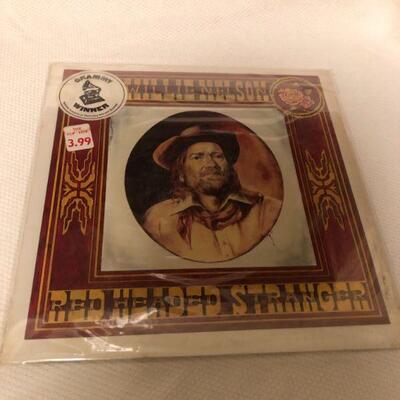 GRAMMY
WINNER
WILLIE NELSON
3.99
RED HEADED STRANGER